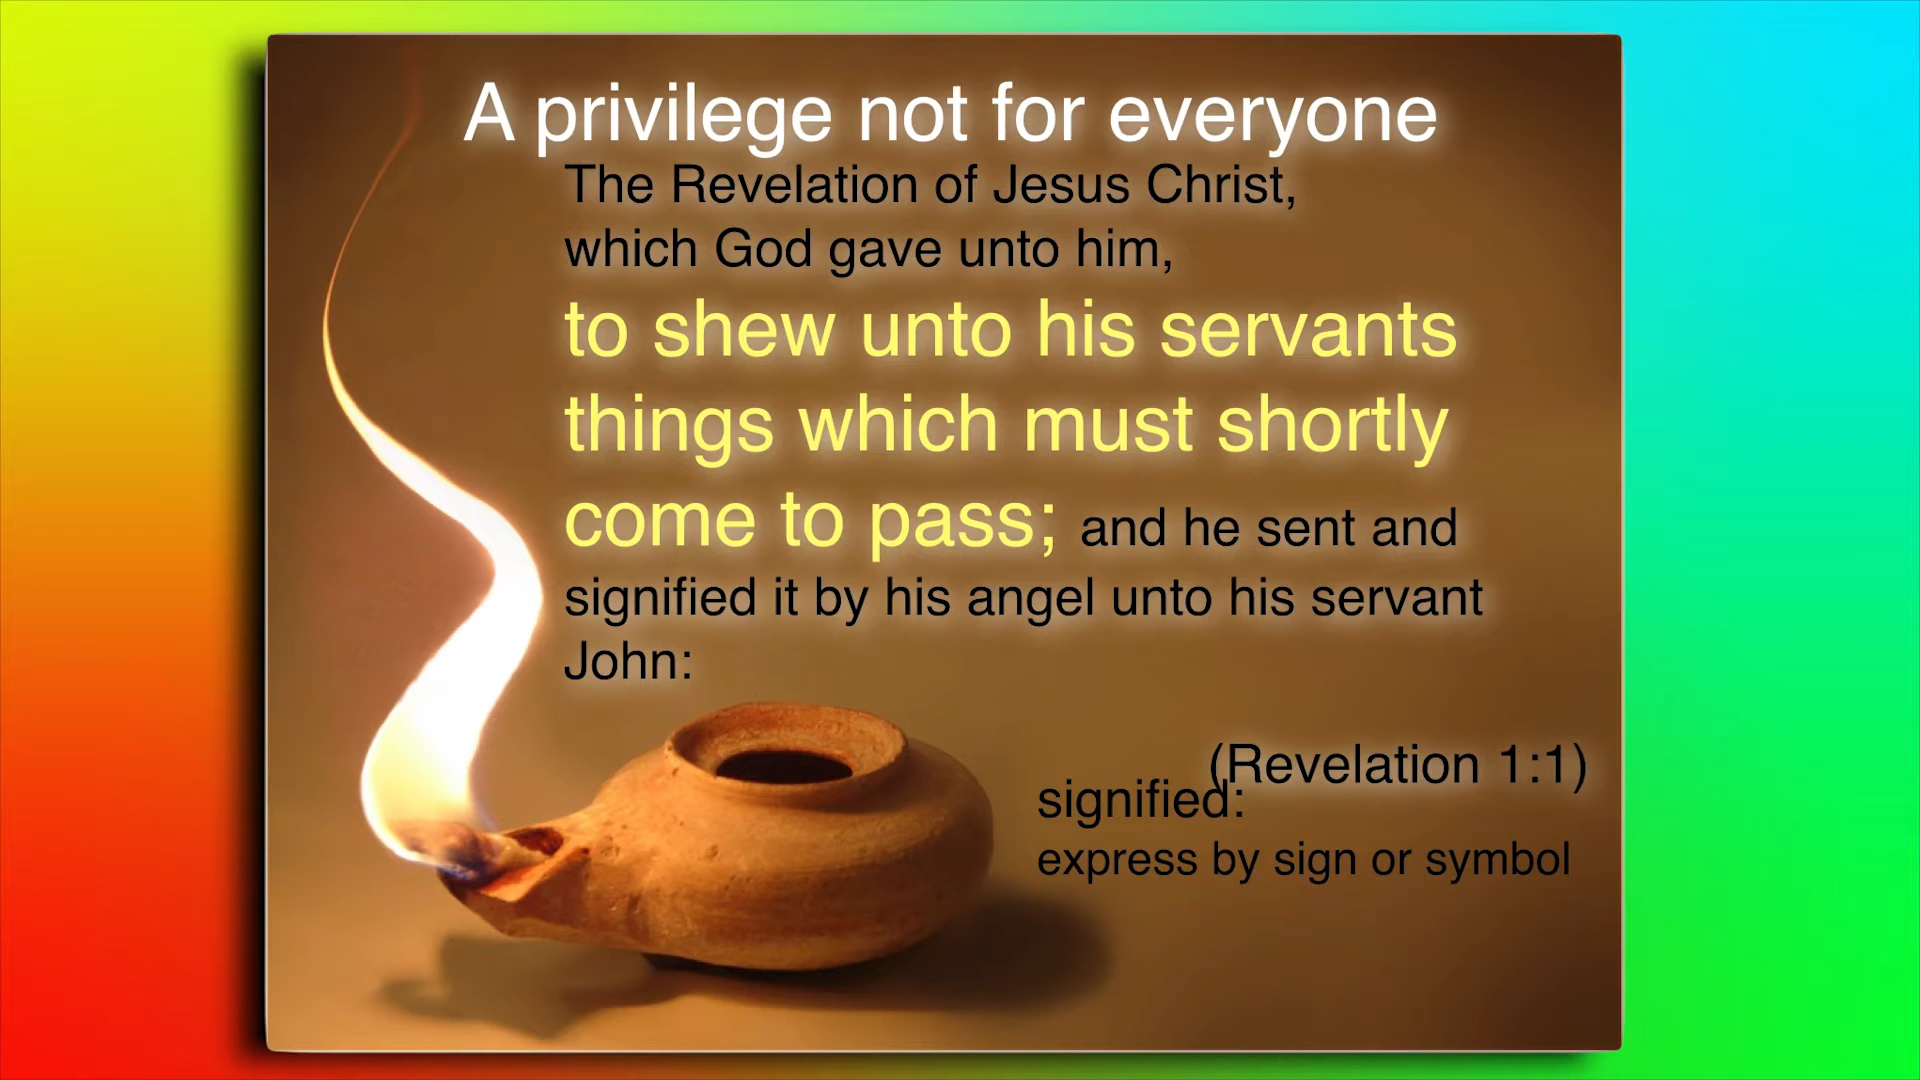 A privilege not for everyone
The Revelation of Jesus Christ,
which God gave unto him,
to shew unto his servants
things which must shortly
come to pass; and he sent and
signified it by his angel unto his servant
John:
(Revelation 1:1)
signified:
express by sign or symbol